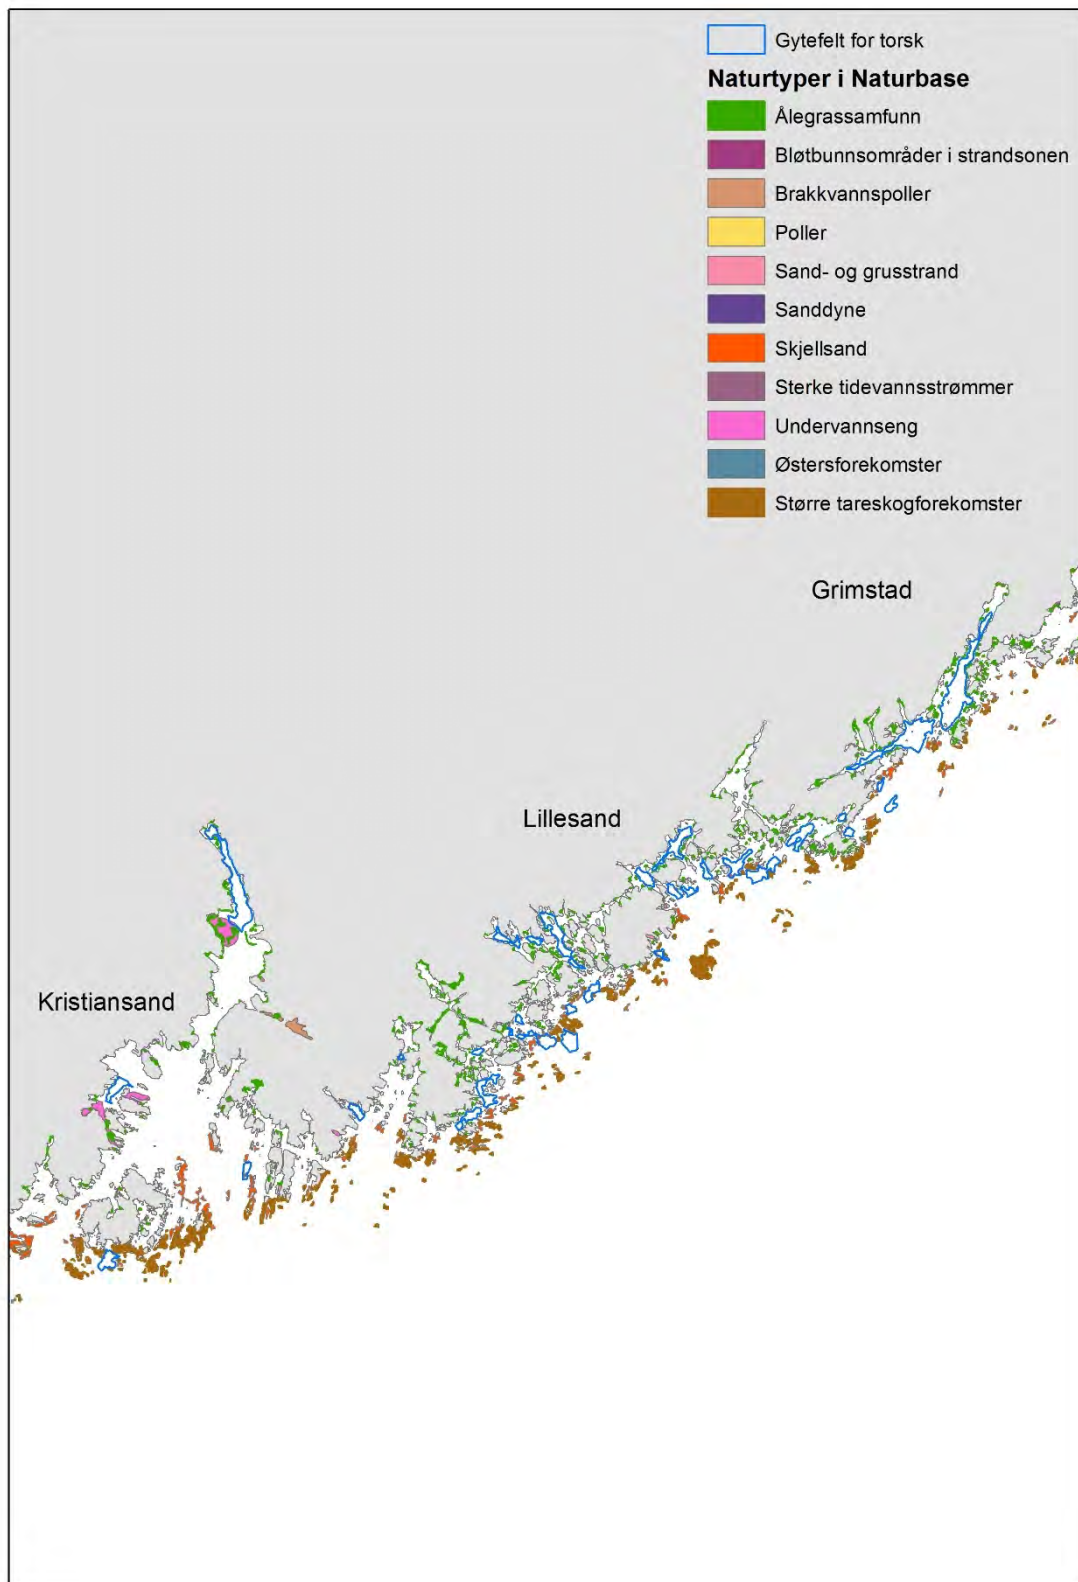 Gytefelt for torsk
Naturtyper i Naturbase
Ålegrassamfunn
Bløtbunnsområder i strandsonen
Brakkvannspoller
Poller
Sand- og grusstrand
Sanddyne
Skjellsand
Sterke tidevannsstrømmer
Undervannseng
Østersforekomster
Større tareskogforekomster
Grimstad
Lillesand
Kristiansand